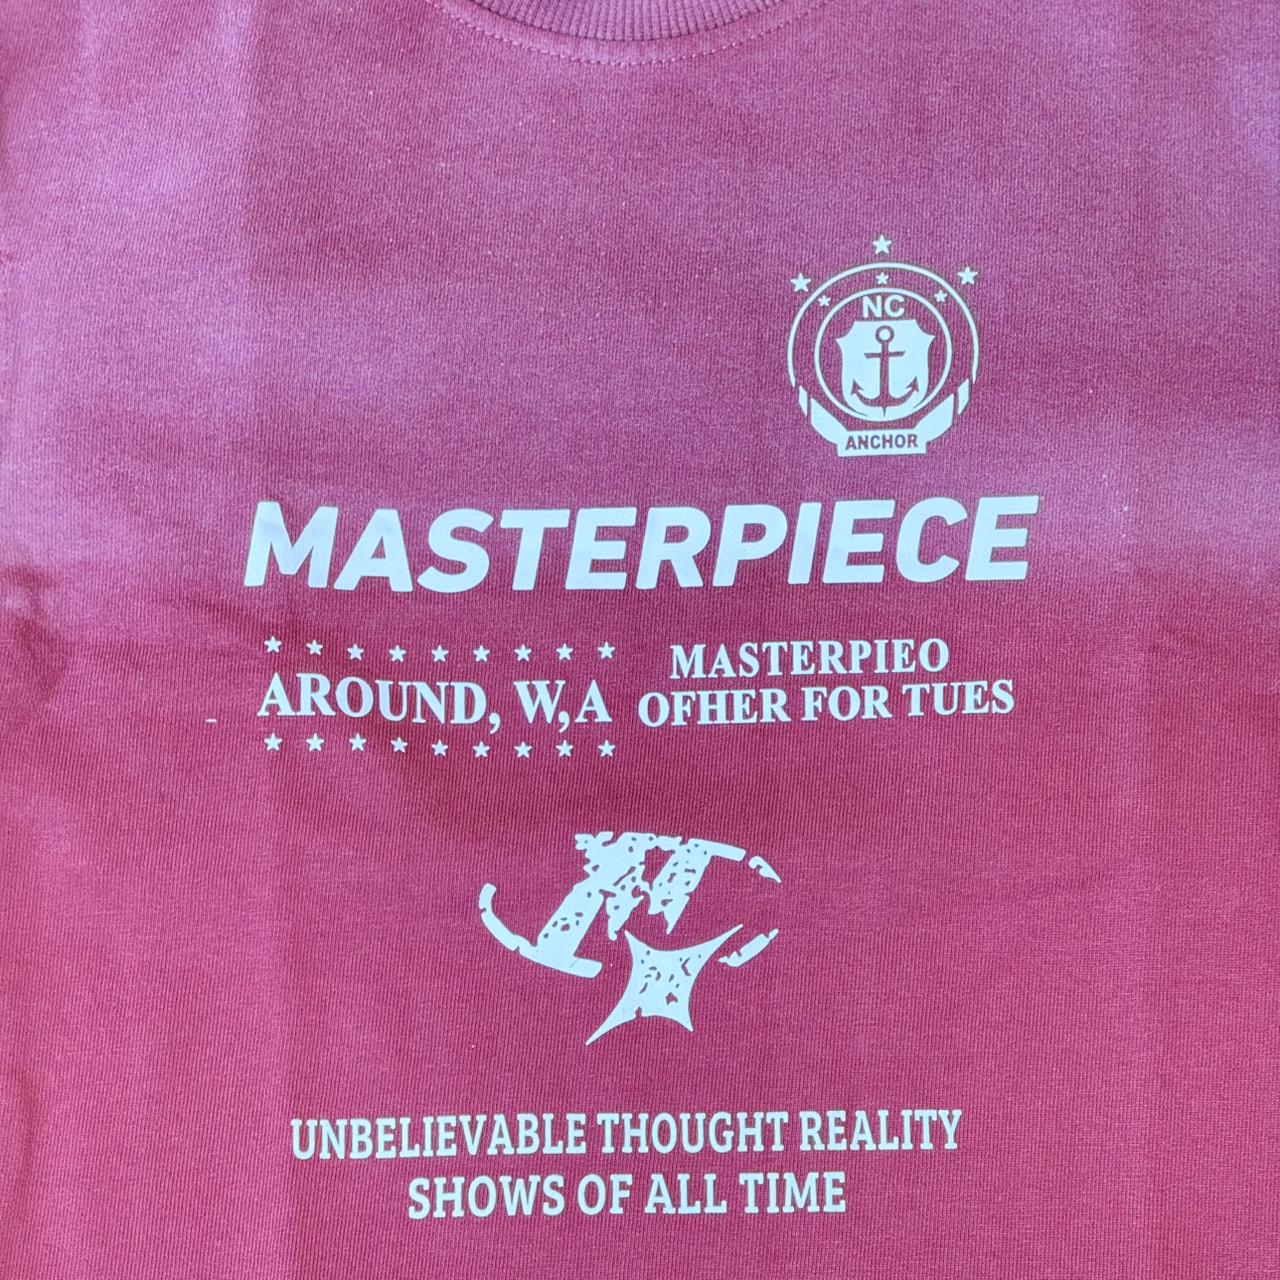 NC
ANCHOR
MASTERPIECE
AROUND, W,A
MASTERPIEO
OFHER FOR TUES
UNBELIEVABLE THOUGHT REALITY
SHOWS OF ALL TIME